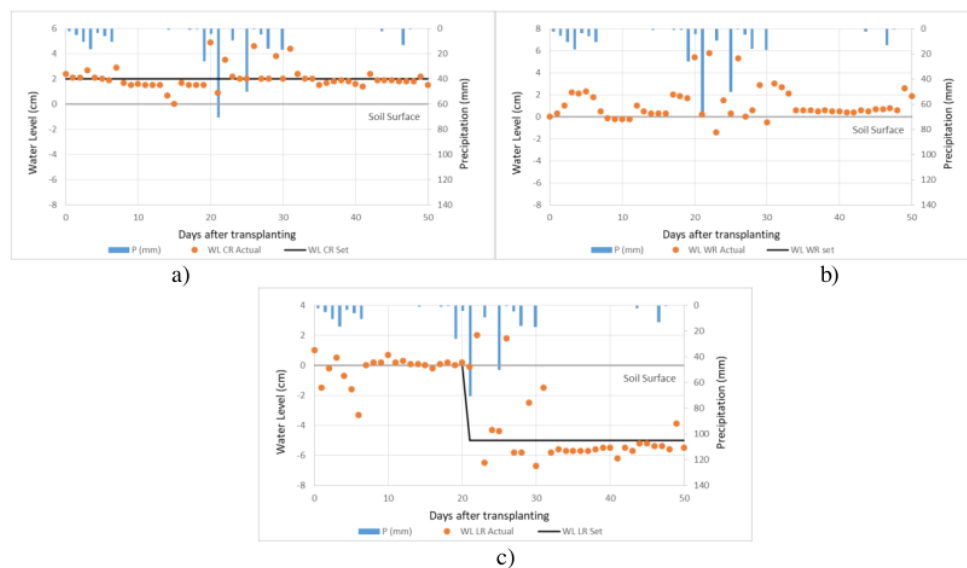 6
4
2
0
-2
-4
-6
-8
Water Level (cm)
0
20
40
60
80
100
120
140
Precipitation (mm)
Soil Surface
0 10 20 30 40 50
Days after transplanting
P (mm) WL CR Actual WL CR Set
a)
8
6
4
2
0
-2
-4
-6
-8
Water Level (cm)
0
20
40
60
80
100
120
140
Precipitation (mm)
Soil Surface
0 10 20 30 40 50
Days after transplanting
P (mm) WL WR Actual WL WR set
b)
4
2
0
-2
-4
-6
-8
Water Level (cm)
0
20
40
60
80
100
120
140
Precipitation (mm)
Soil Surface
0 10 20 30 40 50
Days after transplanting
P (mm) WL LR Actual WL LR Set
c)